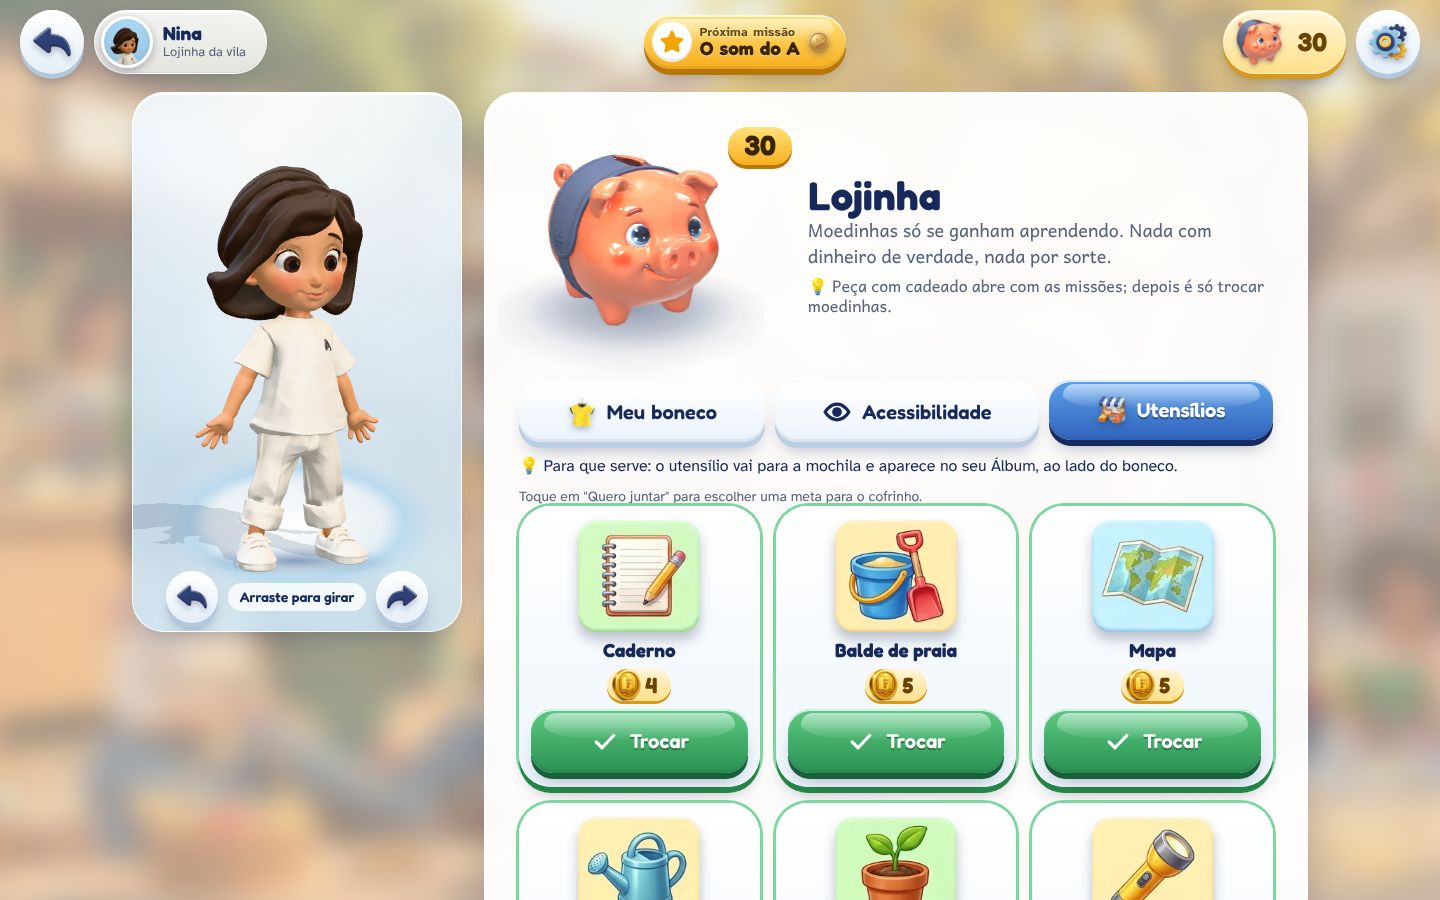 Nina
Lojinha da vila
Próxima missão
O som do A
30
30
Lojinha
Moedinhas só se ganham aprendendo. Nada com
dinheiro de verdade, nada por sorte.
💡 Peça com cadeado abre com as missões; depois é só trocar
moedinhas.
Meu boneco
Acessibilidade
Utensílios
💡 Para que serve: o utensílio vai para a mochila e aparece no seu Álbum, ao lado do boneco.
Toque em "Quero juntar" para escolher uma meta para o cofrinho.
Arraste para girar
Caderno
4
Trocar
Balde de praia
5
Trocar
Mapa
5
Trocar